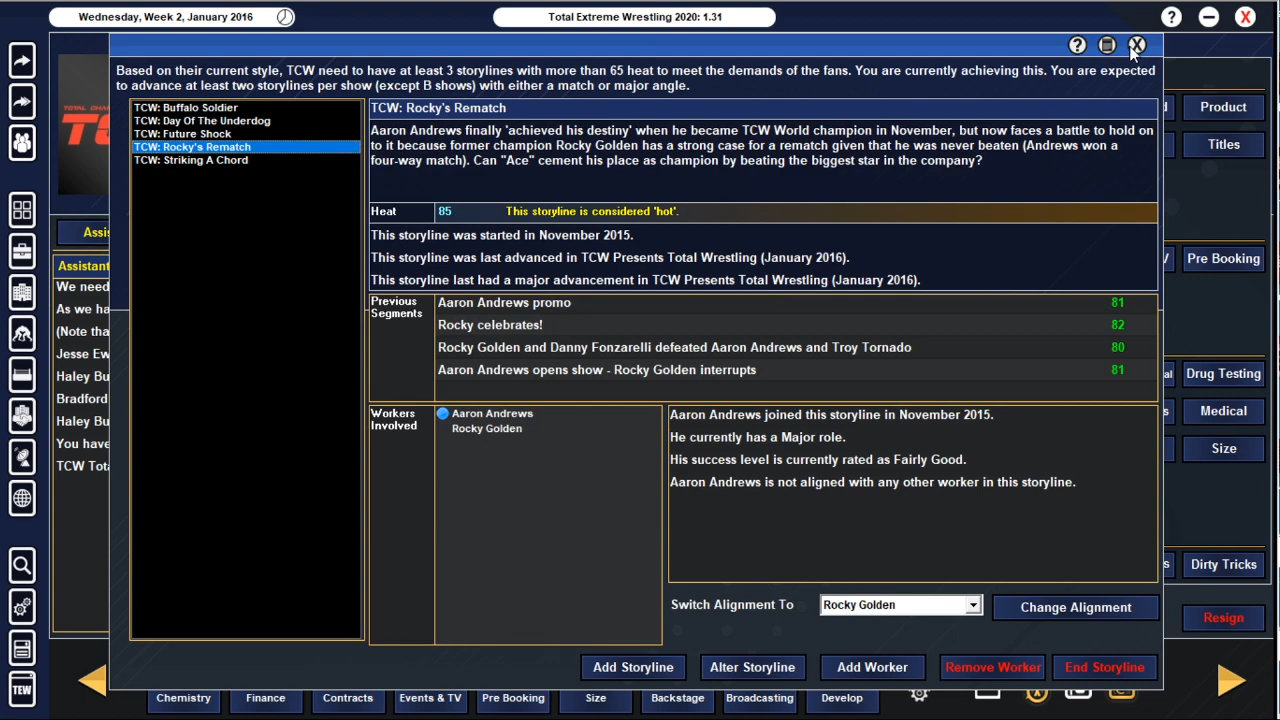 Wednesday, Week 2, January 2016
Total Extreme Wrestling 2020: 1.31
? X
? X
Based on their current style, TCW need to have at least 3 storylines with more than 65 heat to meet the demands of the fans. You are currently achieving this. You are expected
to advance at least two storylines per show (except B shows) with either a match or major angle.
TCW: Buffalo Soldier
TCW: Day Of The Underdog
TCW: Future Shock
TCW: Rocky's Rematch
TCW: Striking A Chord
TCW: Rocky's Rematch
Aaron Andrews finally 'achieved his destiny' when he became TCW World champion in November, but now faces a battle to hold on
to it because former champion Rocky Golden has a strong case for a rematch given that he was never beaten (Andrews won a
four-way match). Can "Ace" cement his place as champion by beating the biggest star in the company?
Heat 85 This storyline is considered 'hot'.
This storyline was started in November 2015.
This storyline was last advanced in TCW Presents Total Wrestling (January 2016).
This storyline last had a major advancement in TCW Presents Total Wrestling (January 2016).
Previous
Segments
Aaron Andrews promo 81
Rocky celebrates! 82
Rocky Golden and Danny Fonzarelli defeated Aaron Andrews and Troy Tornado 80
Aaron Andrews opens show - Rocky Golden interrupts 81
Workers
Involved
Aaron Andrews
Rocky Golden
Aaron Andrews joined this storyline in November 2015.
He currently has a Major role.
His success level is currently rated as Fairly Good.
Aaron Andrews is not aligned with any other worker in this storyline.
Switch Alignment To Rocky Golden Change Alignment
Add Storyline Alter Storyline Add Worker Remove Worker End Storyline
Assi
Assistant
We need
As we ha
(Note tha
Jesse Ew
Haley Bu
Bradford
Haley Bu
You have
TCW Tota
Product
Titles
Pre Booking
Drug Testing
Medical
Size
Dirty Tricks
Resign
TEW
Chemistry Finance Contracts Events & TV Pre Booking Size Backstage Broadcasting Develop